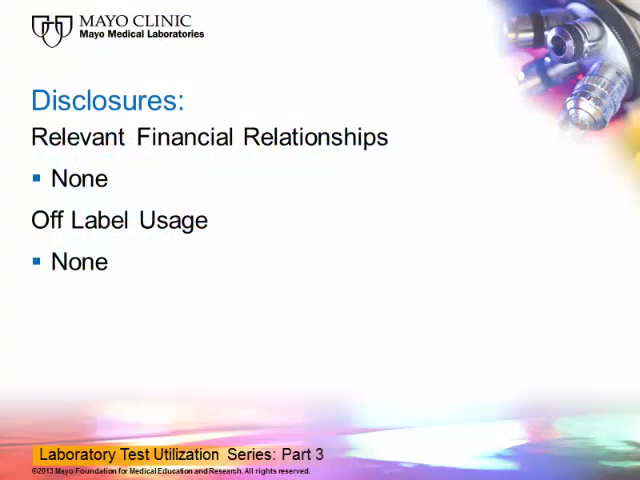 MAYO CLINIC
Mayo Medical Laboratories
Disclosures:
Relevant Financial Relationships
▪ None
Off Label Usage
▪ None
Laboratory Test Utilization Series: Part 3
©2013 Mayo Foundation for Medical Education and Research. All rights reserved.